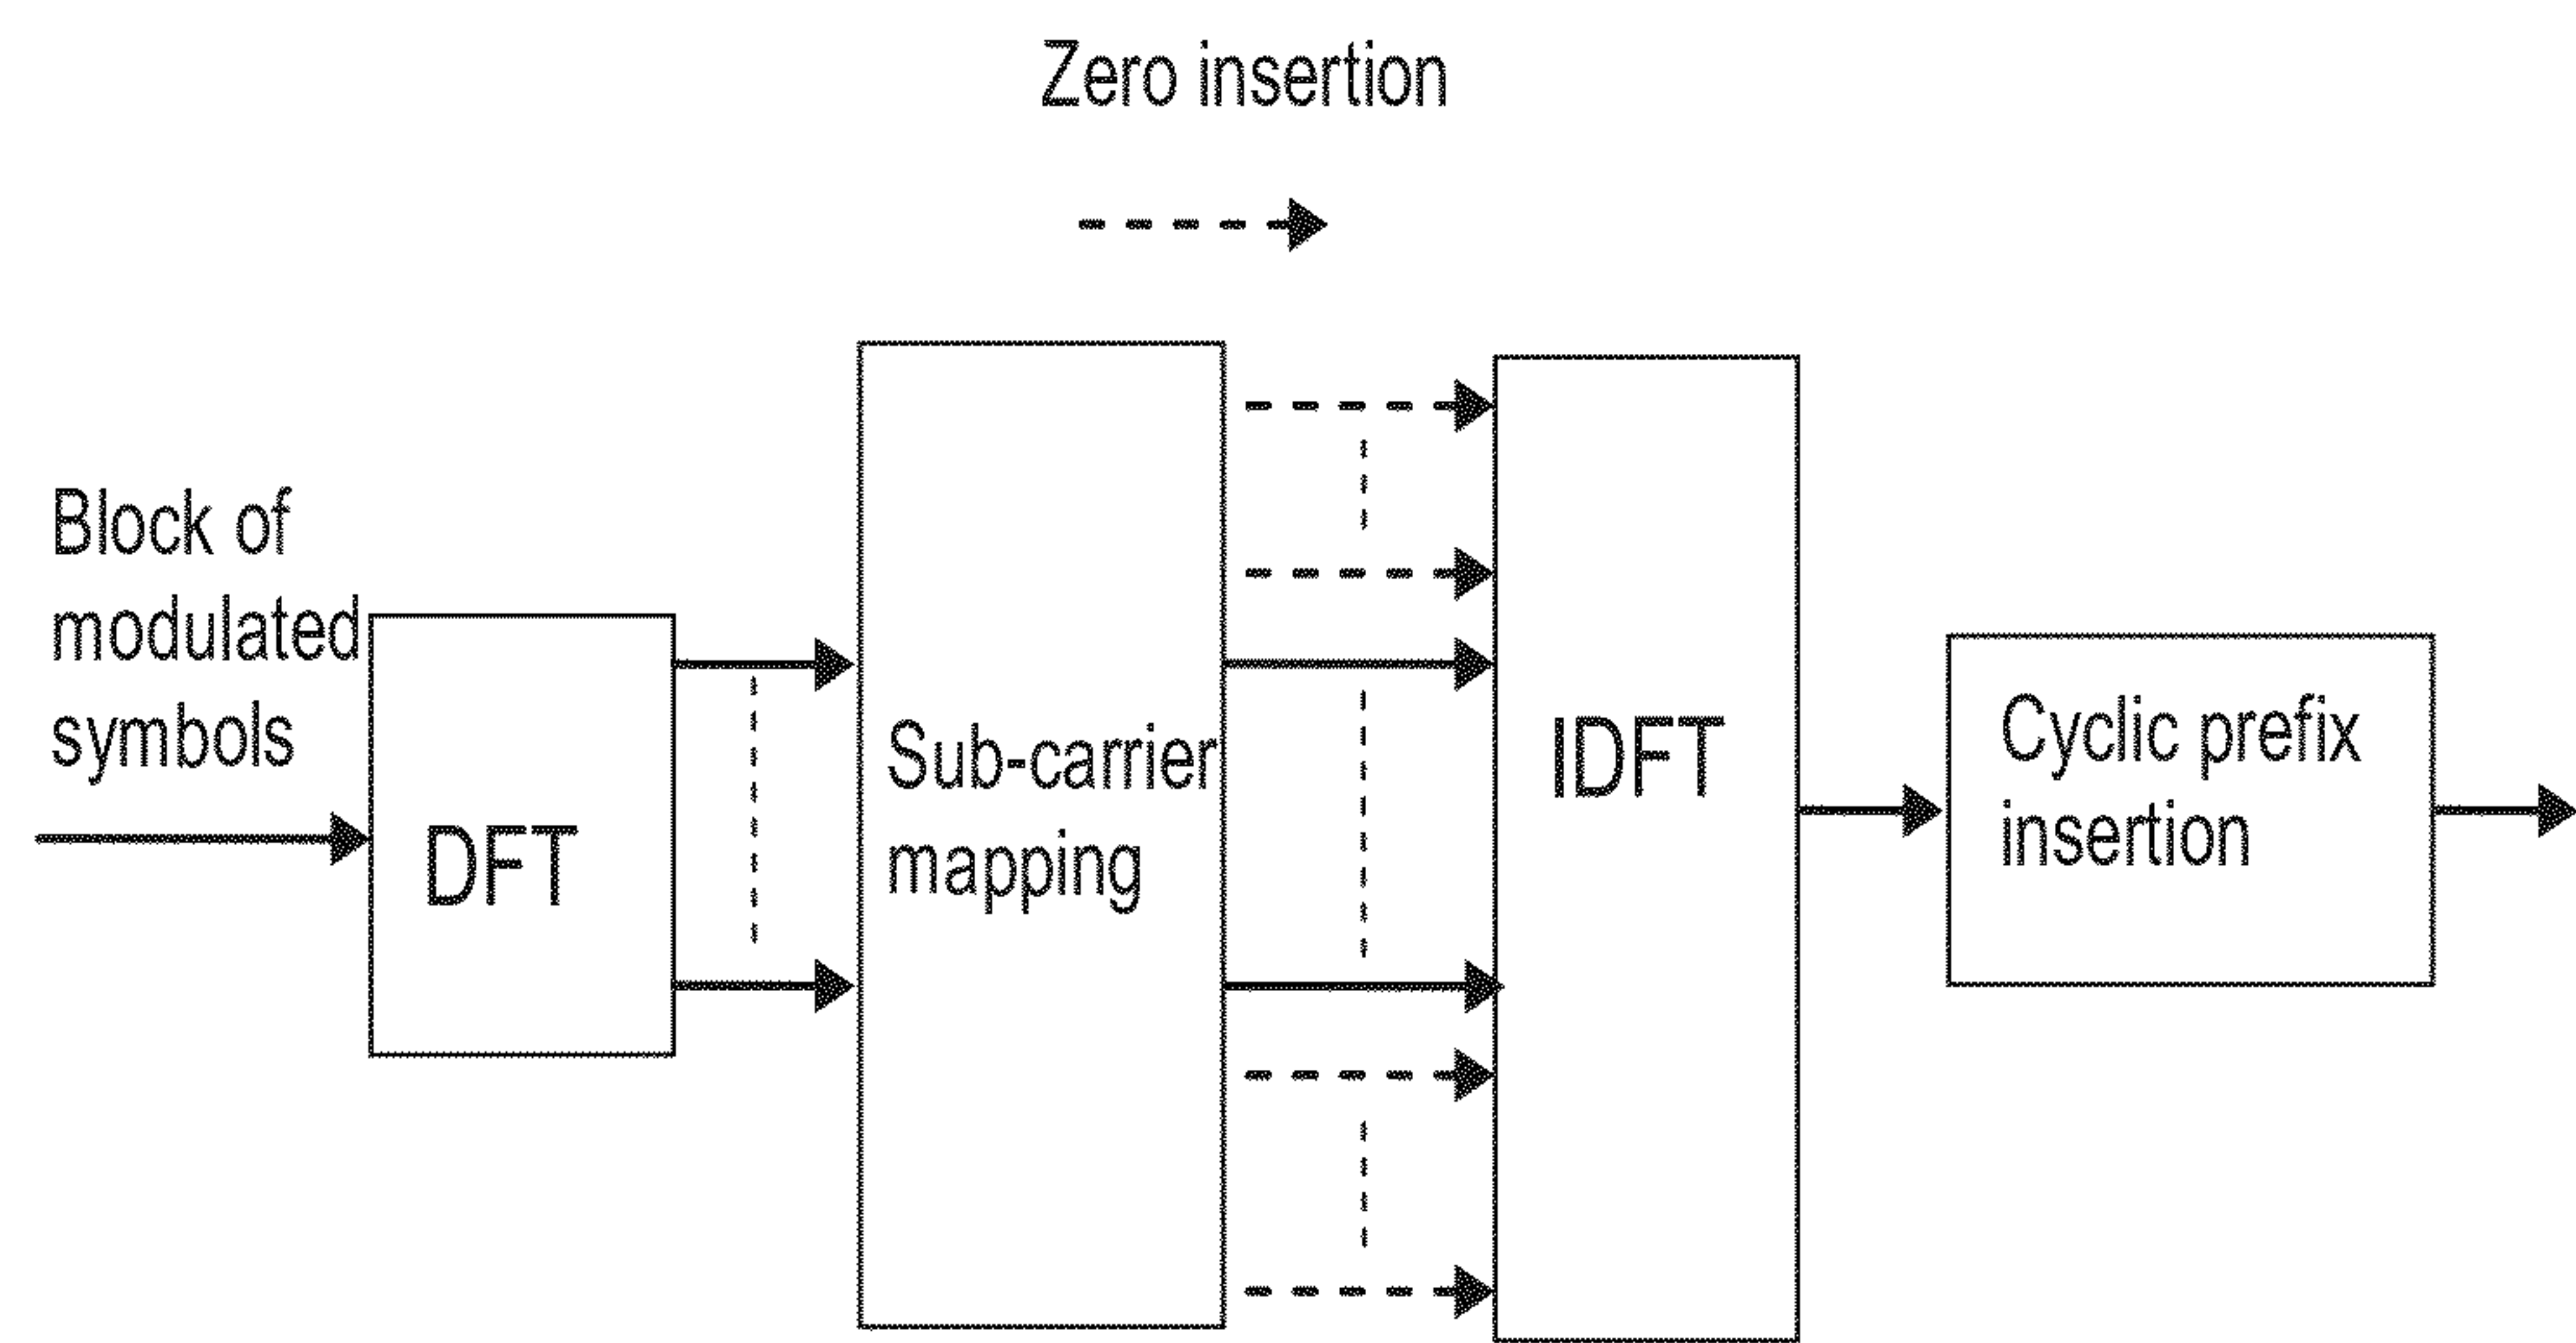 Zero insertion
Block of
modulated
symbols
DFT
Sub-carrier
mapping
IDFT
Cyclic prefix
insertion